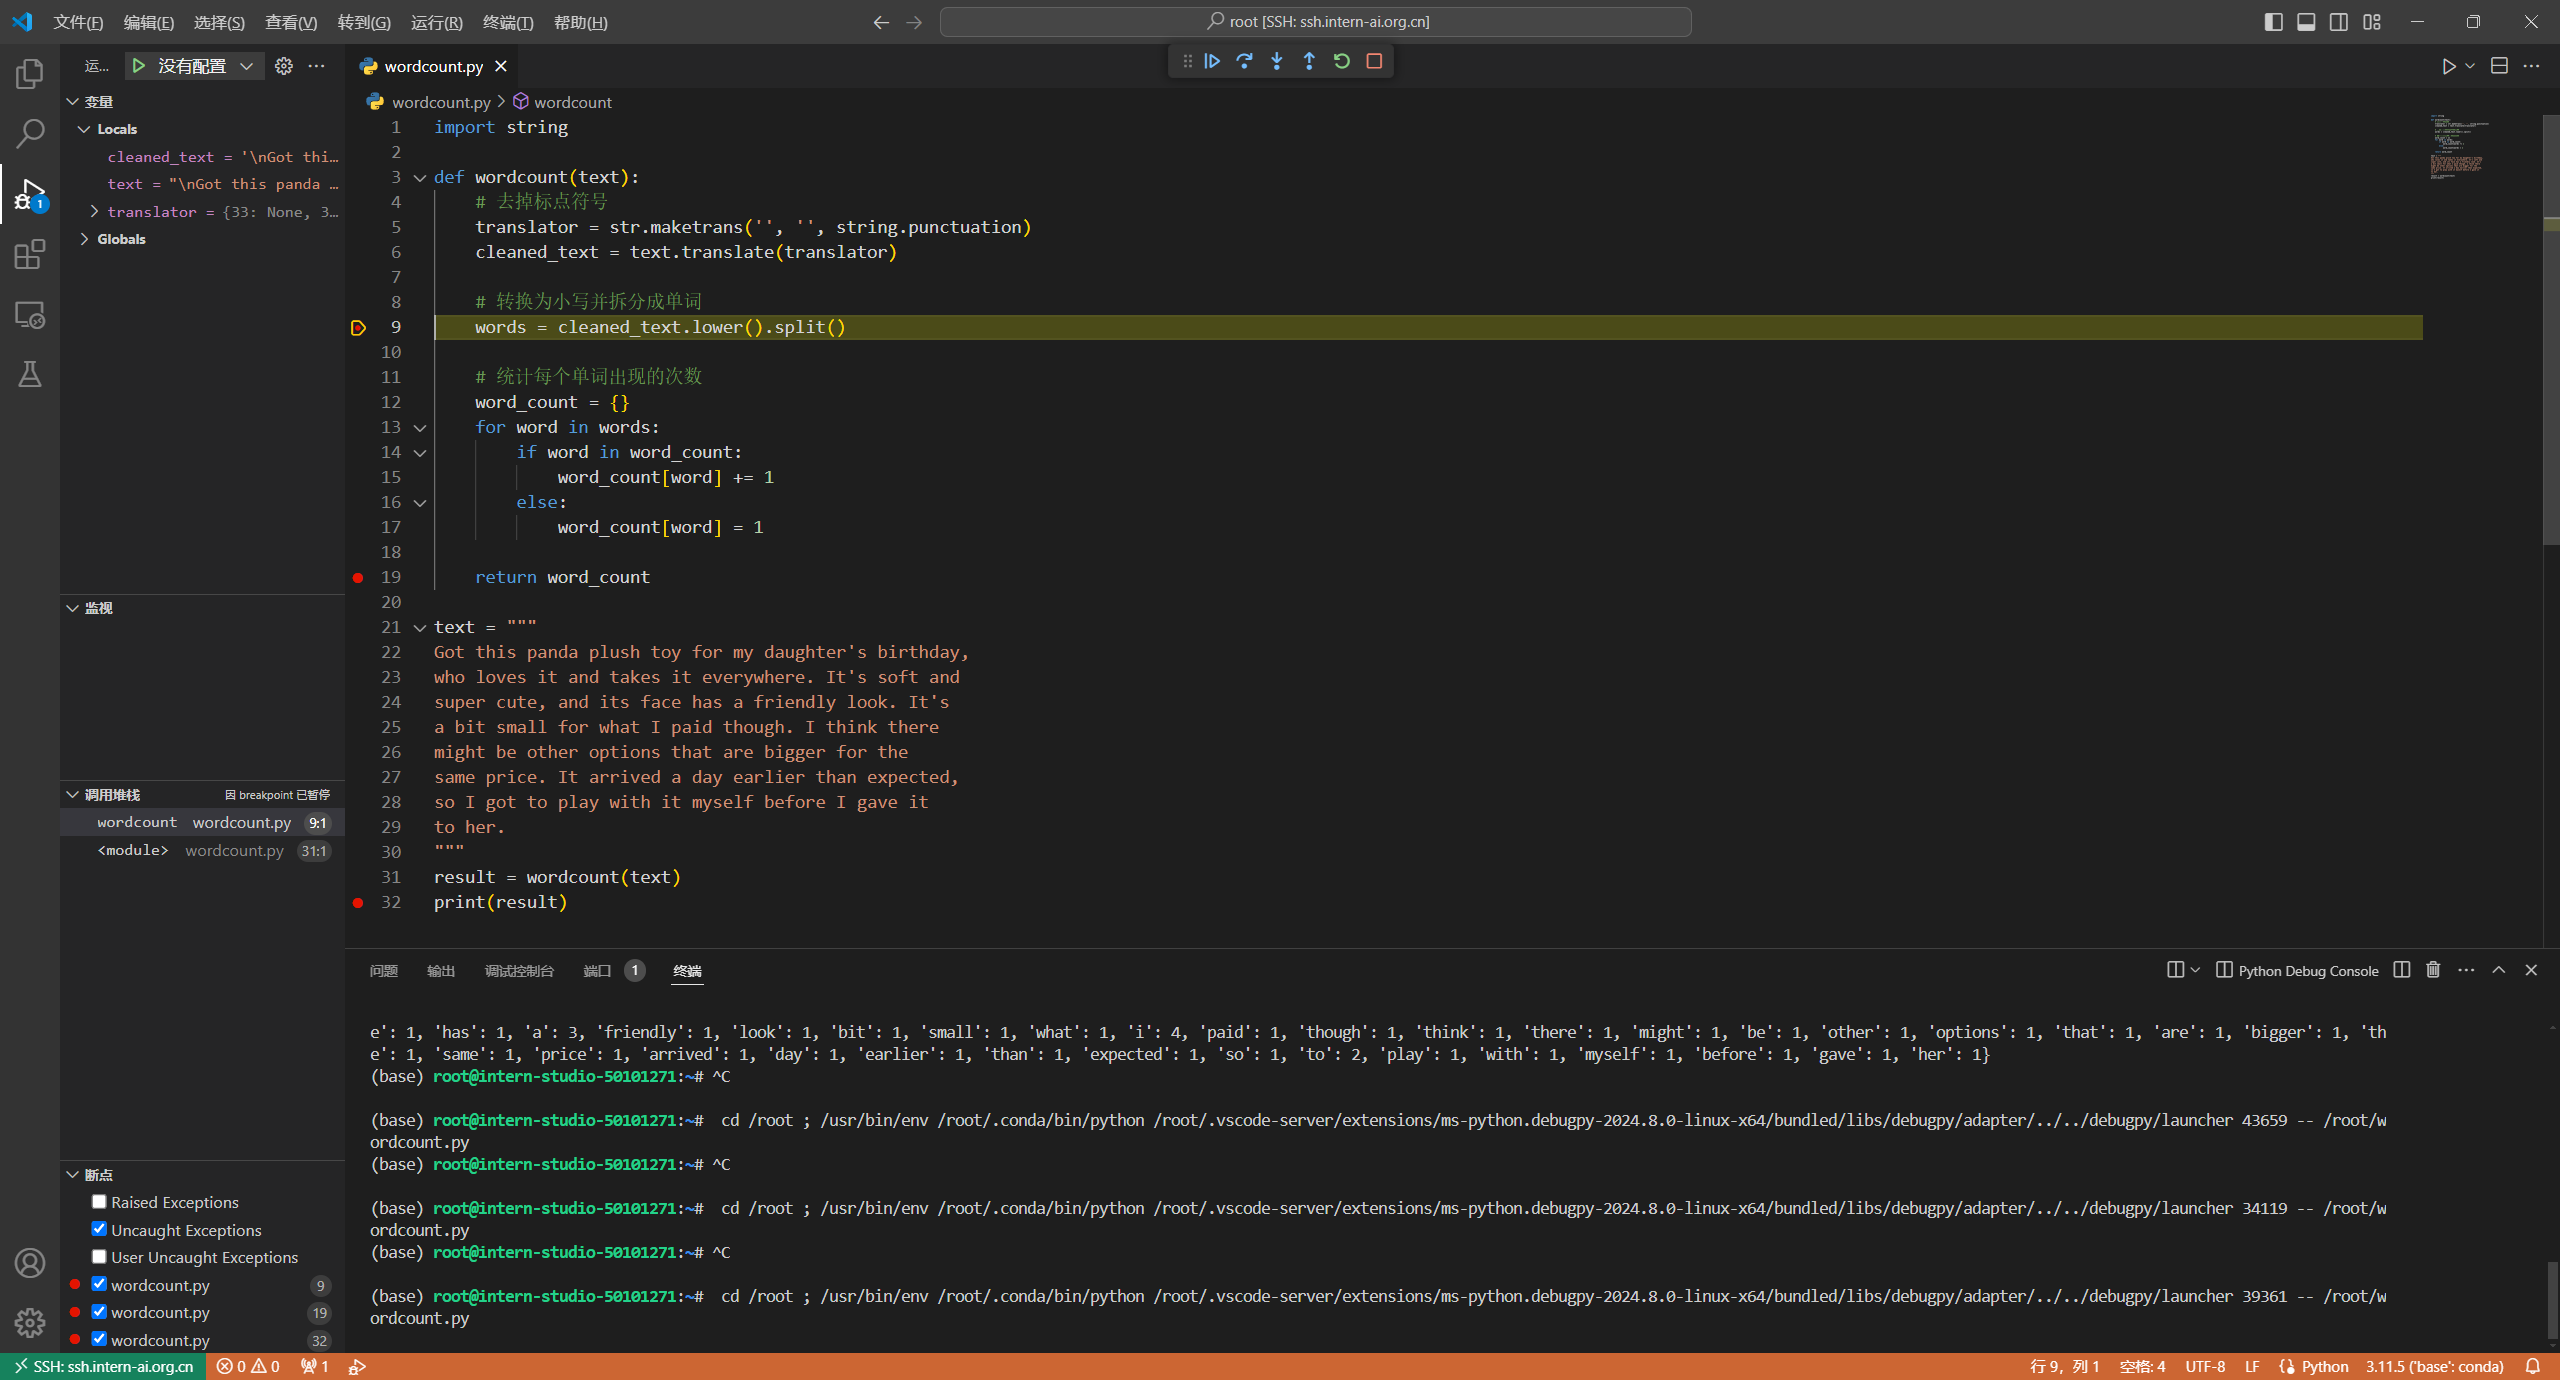 文件(F) 编辑(E) 选择(S) 查看(V) 转到(G) 运行(R) 终端(T) 帮助(H) root [SSH: ssh.intern-ai.org.cn]
运... 没有配置
变量
Locals
cleaned_text = '\nGot thi...
text = "\nGot this panda ...
translator = {33: None, 3...
Globals
监视
调用堆栈 因 breakpoint 已暂停
wordcount wordcount.py 9:1
<module> wordcount.py 31:1
断点
Raised Exceptions
Uncaught Exceptions
User Uncaught Exceptions
wordcount.py 9
wordcount.py 19
wordcount.py 32
wordcount.py
wordcount.py > wordcount
1 import string
2
3 def wordcount(text):
4 # 去掉标点符号
5 translator = str.maketrans('', '', string.punctuation)
6 cleaned_text = text.translate(translator)
7
8 # 转换为小写并拆分成单词
9 words = cleaned_text.lower().split()
10
11 # 统计每个单词出现的次数
12 word_count = {}
13 for word in words:
14 if word in word_count:
15 word_count[word] += 1
16 else:
17 word_count[word] = 1
18
19 return word_count
20
21 text = """
22 Got this panda plush toy for my daughter's birthday,
23 who loves it and takes it everywhere. It's soft and
24 super cute, and its face has a friendly look. It's
25 a bit small for what I paid though. I think there
26 might be other options that are bigger for the
27 same price. It arrived a day earlier than expected,
28 so I got to play with it myself before I gave it
29 to her.
30 """
31 result = wordcount(text)
32 print(result)
问题 输出 调试控制台 端口 1 终端 Python Debug Console
e': 1, 'has': 1, 'a': 3, 'friendly': 1, 'look': 1, 'bit': 1, 'small': 1, 'what': 1, 'i': 4, 'paid': 1, 'though': 1, 'think': 1, 'there': 1, 'might': 1, 'be': 1, 'other': 1, 'options': 1, 'that': 1, 'are': 1, 'bigger': 1, 'th
e': 1, 'same': 1, 'price': 1, 'arrived': 1, 'day': 1, 'earlier': 1, 'than': 1, 'expected': 1, 'so': 1, 'to': 2, 'play': 1, 'with': 1, 'myself': 1, 'before': 1, 'gave': 1, 'her': 1}
(base) root@intern-studio-50101271:~# ^C
(base) root@intern-studio-50101271:~# cd /root ; /usr/bin/env /root/.conda/bin/python /root/.vscode-server/extensions/ms-python.debugpy-2024.8.0-linux-x64/bundled/libs/debugpy/adapter/../../debugpy/launcher 43659 -- /root/w
ordcount.py
(base) root@intern-studio-50101271:~# ^C
(base) root@intern-studio-50101271:~# cd /root ; /usr/bin/env /root/.conda/bin/python /root/.vscode-server/extensions/ms-python.debugpy-2024.8.0-linux-x64/bundled/libs/debugpy/adapter/../../debugpy/launcher 34119 -- /root/w
ordcount.py
(base) root@intern-studio-50101271:~# ^C
(base) root@intern-studio-50101271:~# cd /root ; /usr/bin/env /root/.conda/bin/python /root/.vscode-server/extensions/ms-python.debugpy-2024.8.0-linux-x64/bundled/libs/debugpy/adapter/../../debugpy/launcher 39361 -- /root/w
ordcount.py
SSH: ssh.intern-ai.org.cn 0 0 1 行 9，列 1 空格: 4 UTF-8 LF Python 3.11.5 ('base': conda)